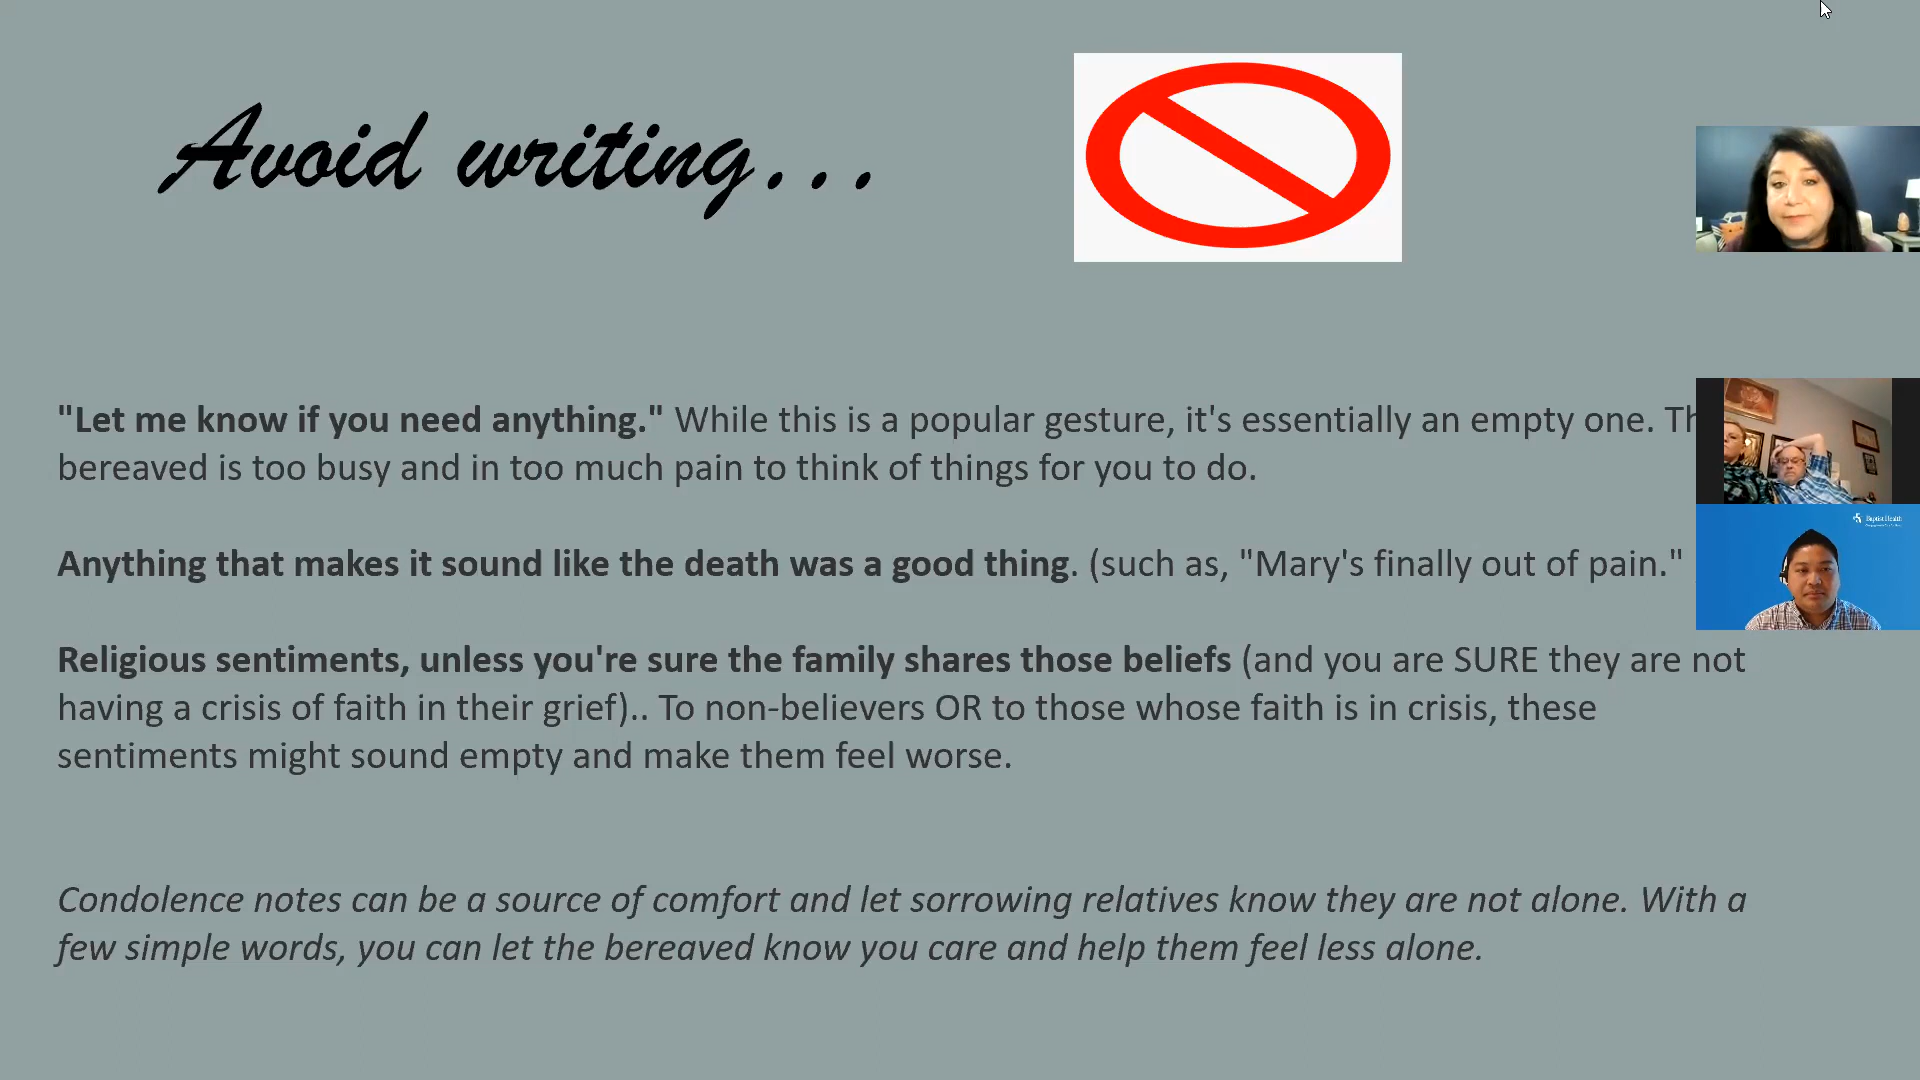 Avoid writing...
"Let me know if you need anything." While this is a popular gesture, it's essentially an empty one.
bereaved is too busy and in too much pain to think of things for you to do.
Anything that makes it sound like the death was a good thing. (such as, "Mary's finally out of pain."
Religious sentiments, unless you're sure the family shares those beliefs (and you are SURE they are not
having a crisis of faith in their grief).. To non-believers OR to those whose faith is in crisis, these
sentiments might sound empty and make them feel worse.
Condolence notes can be a source of comfort and let sorrowing relatives know they are not alone. With a
few simple words, you can let the bereaved know you care and help them feel less alone.
Baptist Health